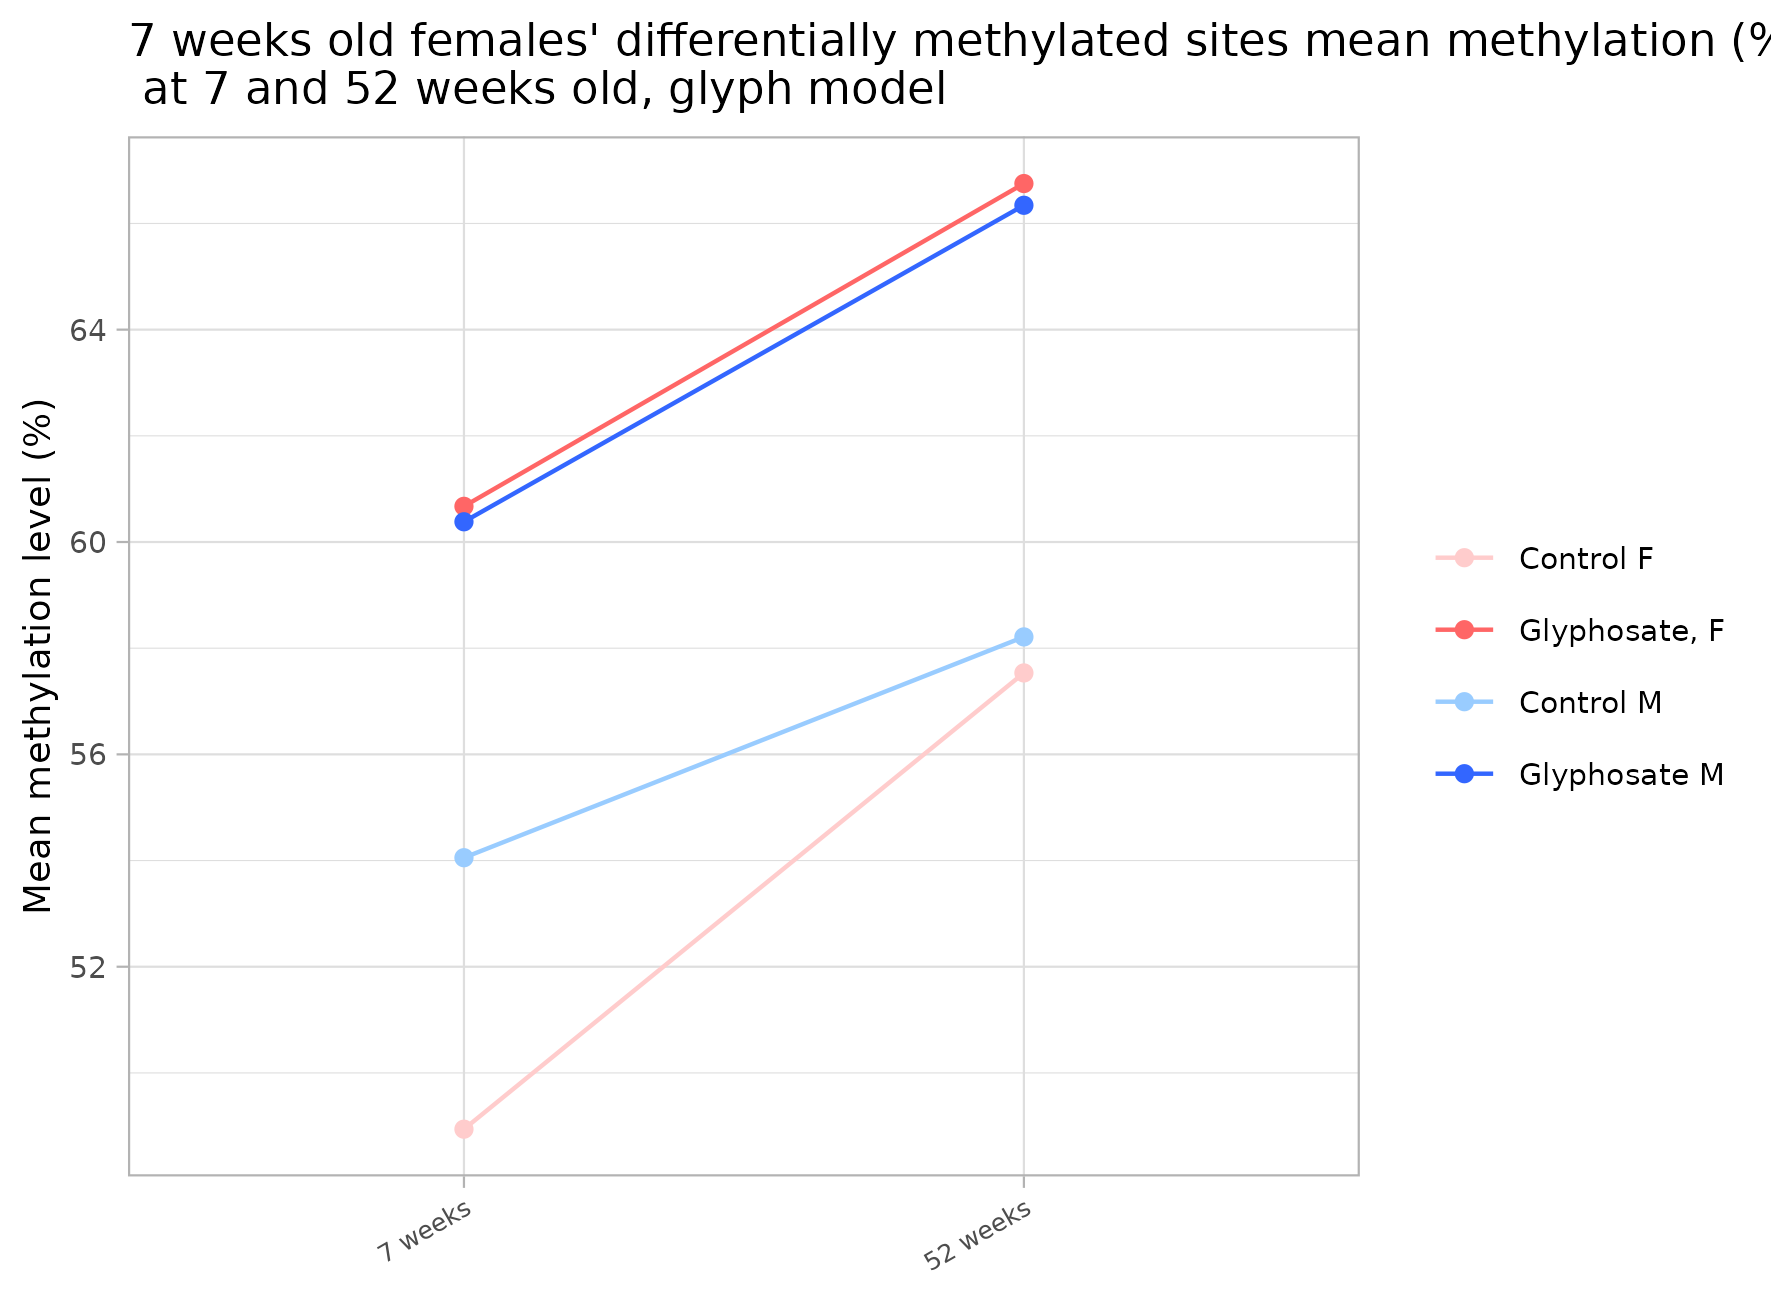 7 weeks old females' differentially methylated sites mean methylation (%
at 7 and 52 weeks old, glyph model
Mean methylation level (%)
64
60
56
52
7 weeks
52 weeks
Control F
Glyphosate, F
Control M
Glyphosate M